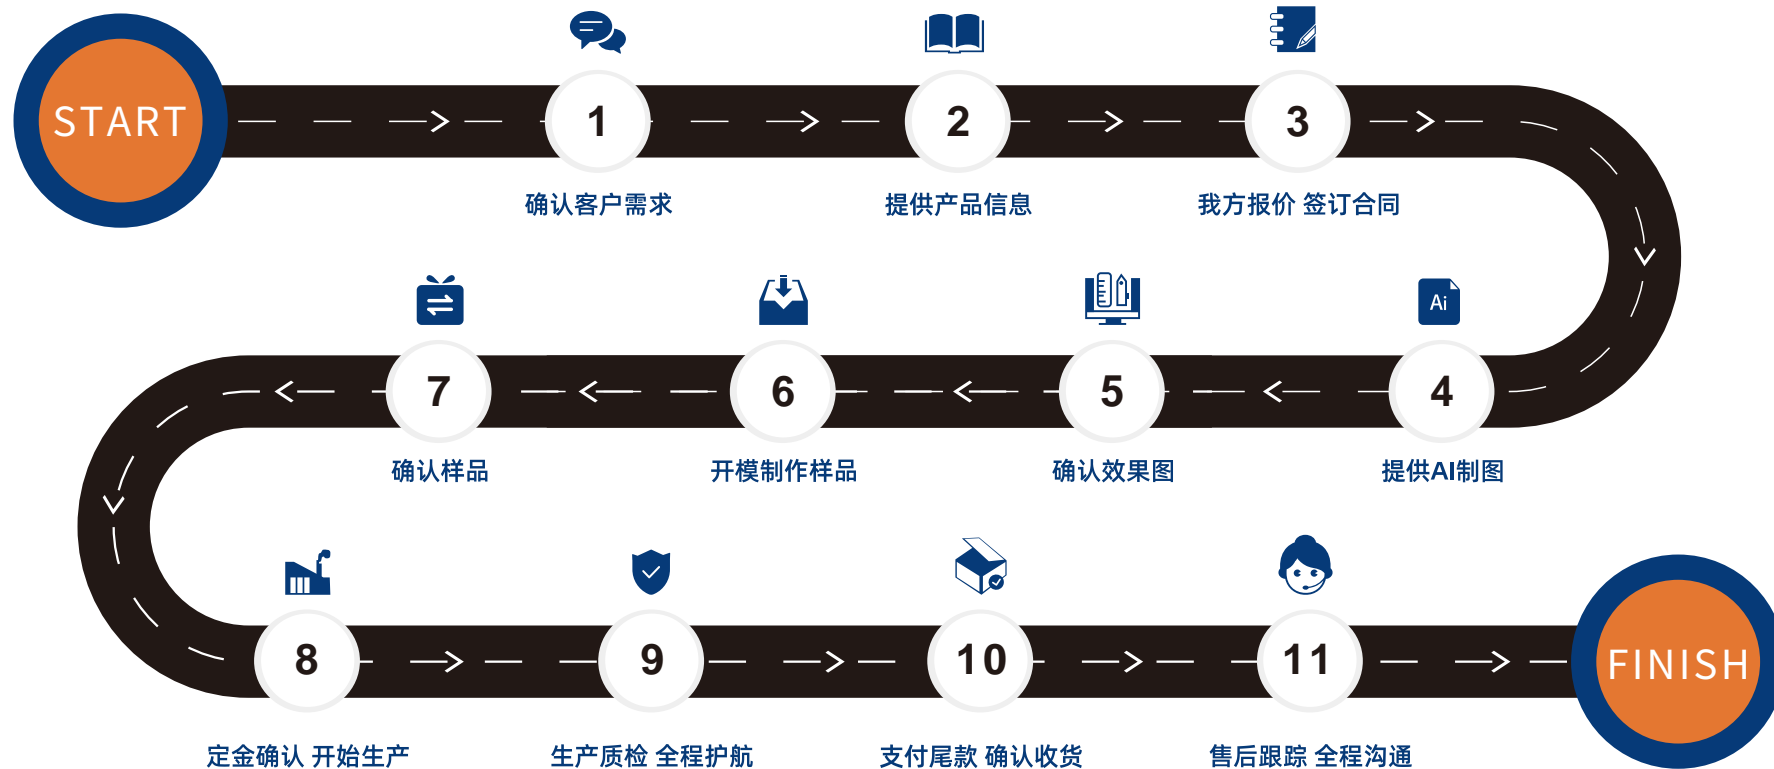 START
1
2
3
确认客户需求
提供产品信息
我方报价 签订合同
Ai
7
6
5
4
确认样品
开模制作样品
确认效果图
提供AI制图
8
9
10
11
FINISH
定金确认 开始生产
生产质检 全程护航
支付尾款 确认收货
售后跟踪 全程沟通